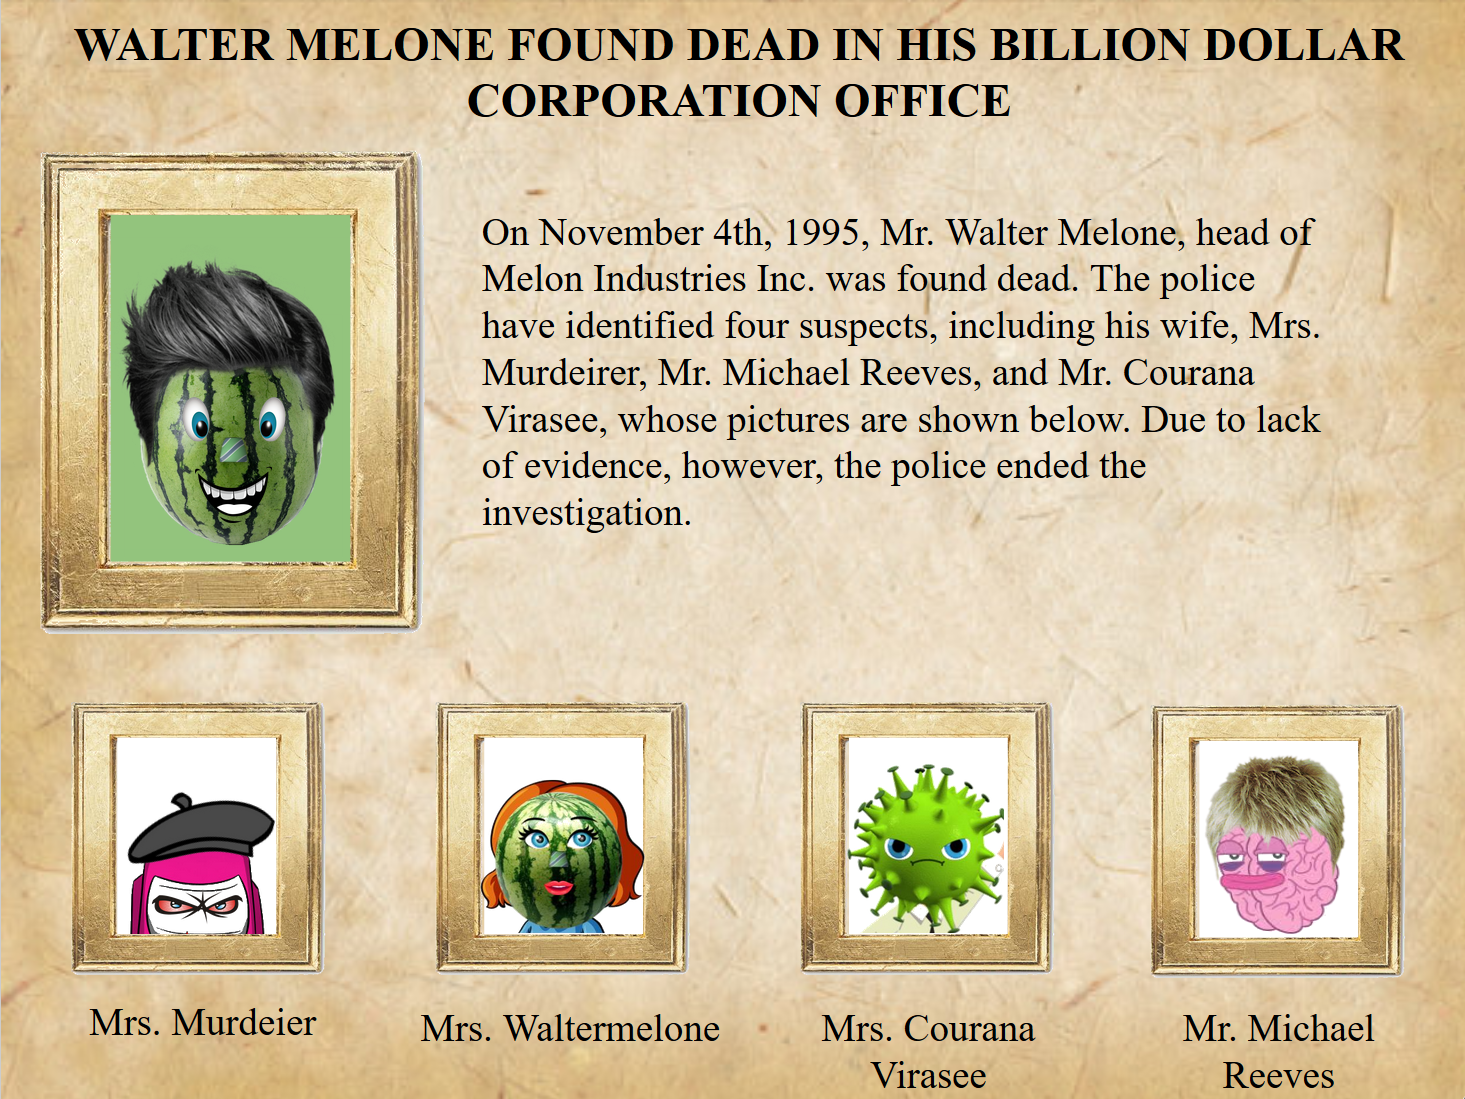 WALTER MELONE FOUND DEAD IN HIS BILLION DOLLAR
CORPORATION OFFICE
On November 4th, 1995, Mr. Walter Melone, head of
Melon Industries Inc. was found dead. The police
have identified four suspects, including his wife, Mrs.
Murdeirer, Mr. Michael Reeves, and Mr. Courana
Virasee, whose pictures are shown below. Due to lack
of evidence, however, the police ended the
investigation.
Mrs. Murdeier
Mrs. Waltermelone
Mrs. Courana
Virasee
Mr. Michael
Reeves